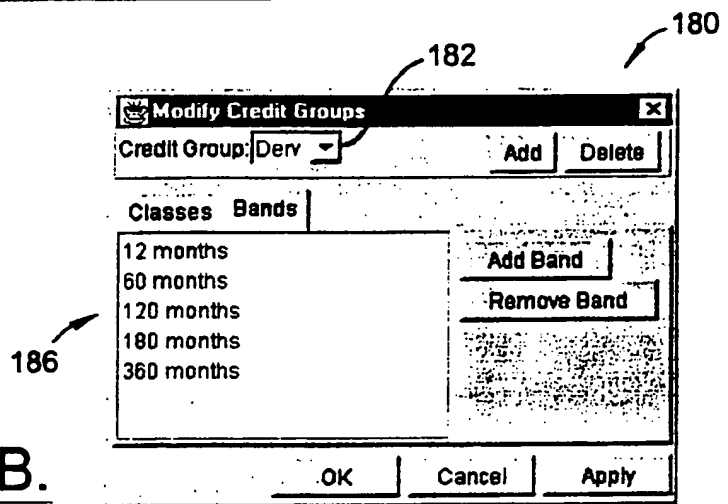 180
182
Modify Credit Groups
Credit Group: Derv Add Delete
Classes Bands
12 months
60 months
120 months
180 months
360 months
Add Band
Remove Band
186
B.
OK Cancel Apply